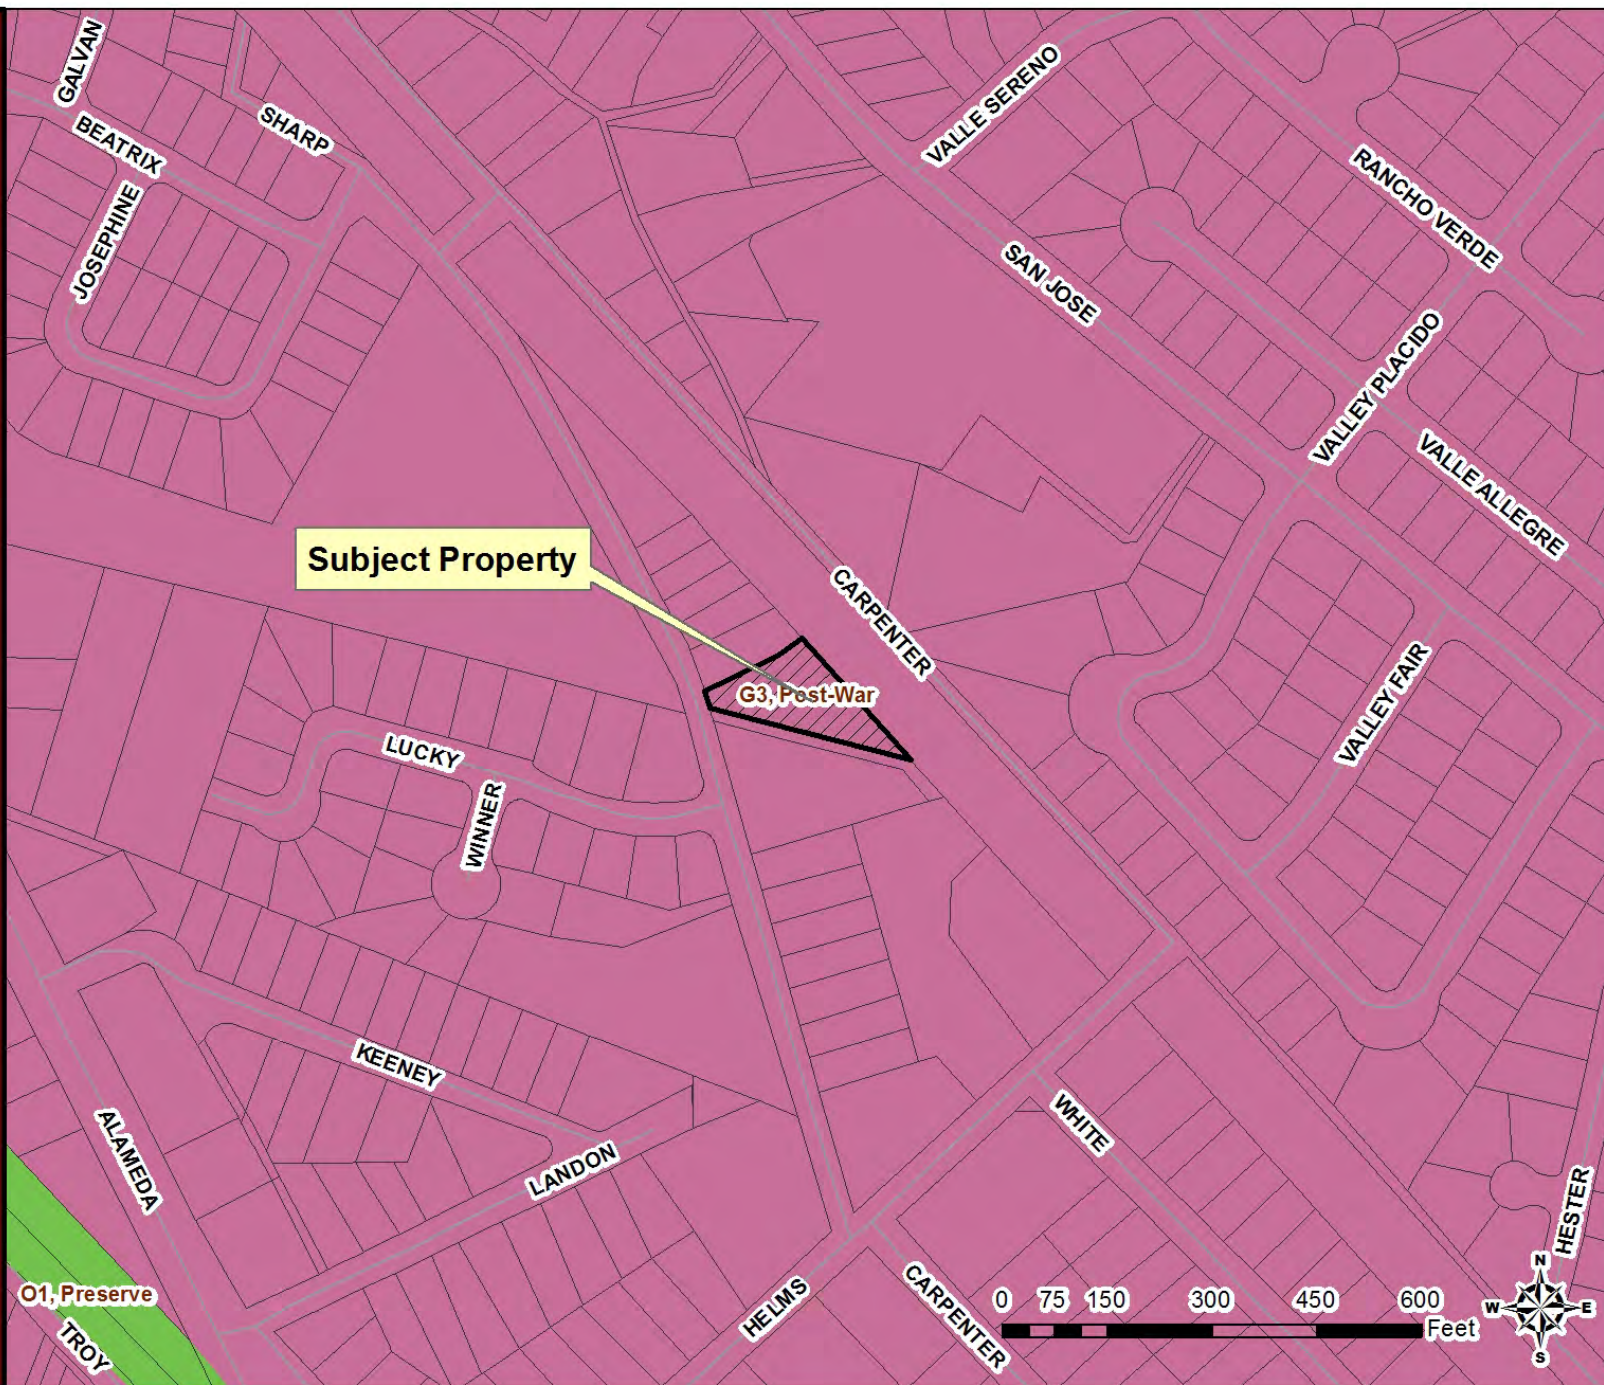 GALVAN
BEATRIX
SHARP
JOSEPHINE
VALLE SERENO
RANCHO VERDE
SAN JOSE
VALLEY PLACIDO
VALLE ALLEGRE
Subject Property
CARPENTER
G3, Post-War
VALLEY FAIR
LUCKY
WINNER
KEENEY
ALAMEDA
LANDON
WHITE
HESTER
O1, Preserve
TROY
HELMS
CARPENTER
0 75 150 300 450 600
Feet
N
W E
S